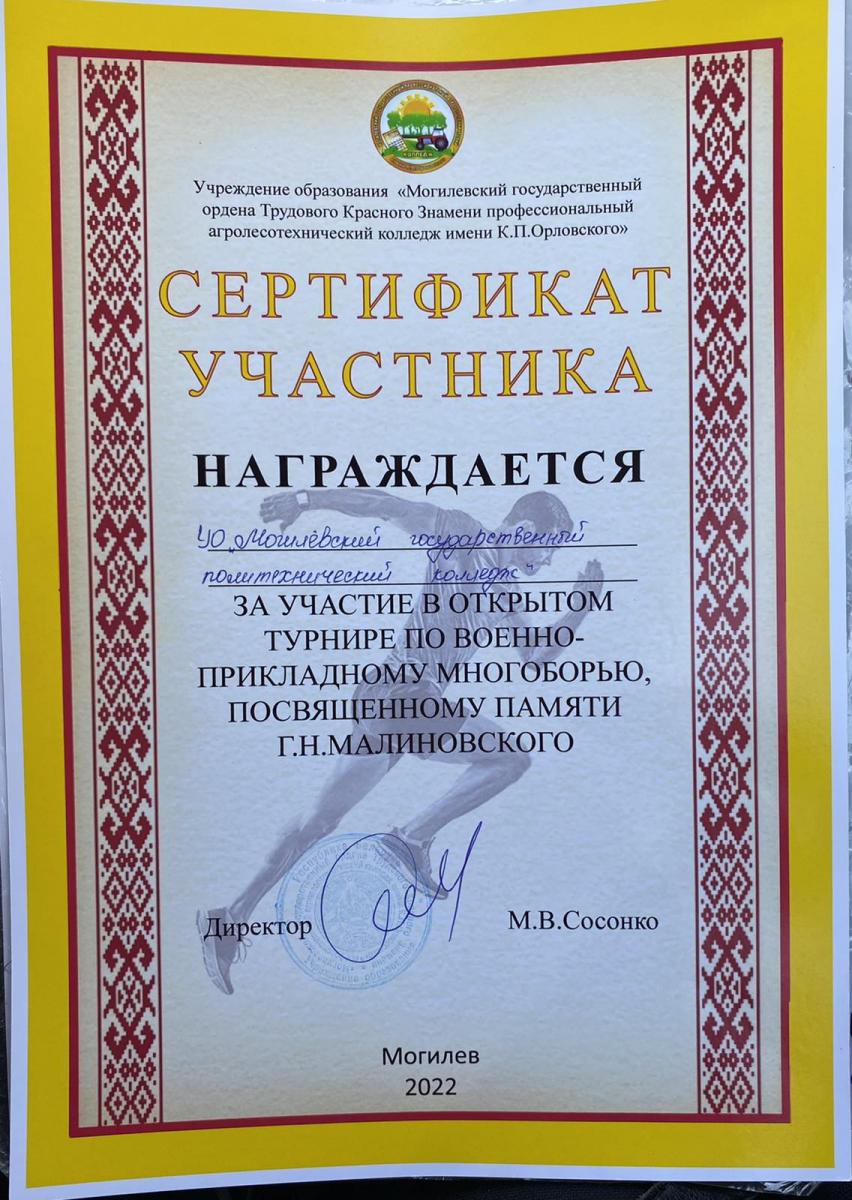 Учреждение образования «Могилевский государственный
ордена Трудового Красного Знамени профессиональный
агролесотехнический колледж имени К.П.Орловского»
СЕРТИФИКАТ
УЧАСТНИКА
НАГРАЖДАЕТСЯ
УО „Могилёвский государственный
политехнический колледж"
ЗА УЧАСТИЕ В ОТКРЫТОМ
ТУРНИРЕ ПО ВОЕННО-
ПРИКЛАДНОМУ МНОГОБОРЬЮ,
ПОСВЯЩЕННОМУ ПАМЯТИ
Г.Н.МАЛИНОВСКОГО
Директор
М.В.Сосонко
Могилев
2022